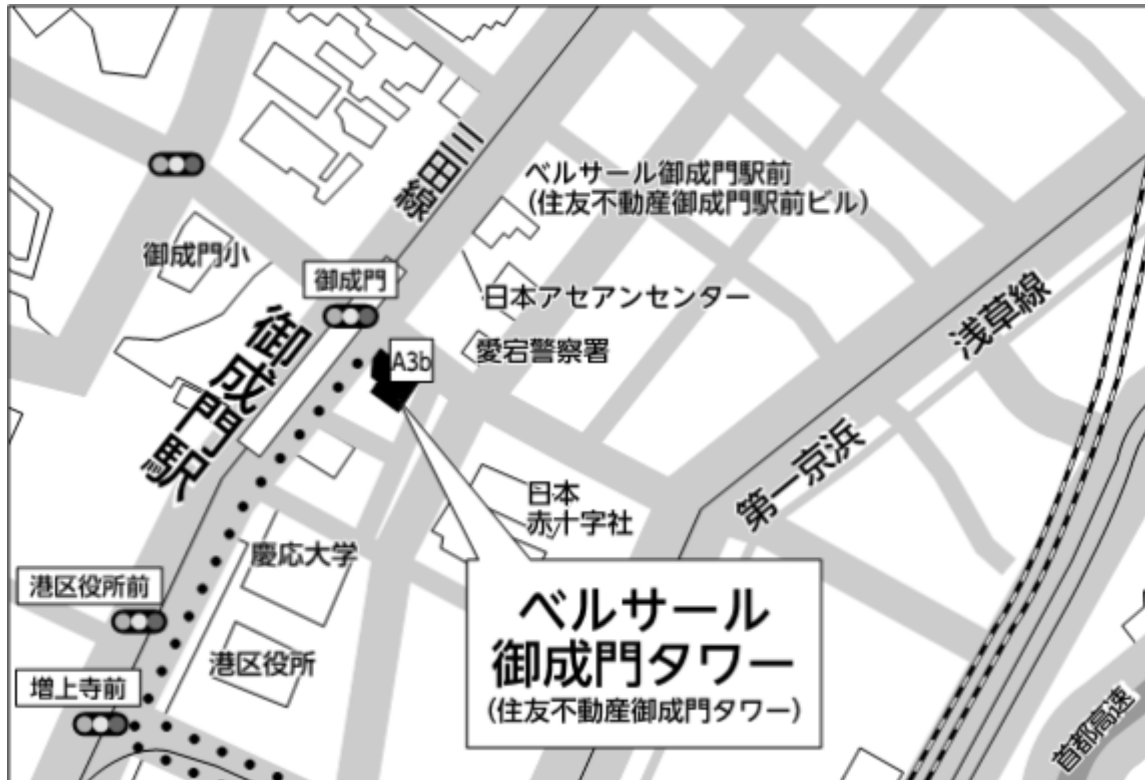 三田線
ベルサール御成門駅前
(住友不動産御成門駅前ビル)
御成門小
御成門
日本アセアンセンター
浅草線
御成門駅
A3b
愛宕警察署
第一京浜
日本
赤十字社
慶応大学
港区役所前
ベルサール
御成門タワー
(住友不動産御成門タワー)
港区役所
増上寺前
首都高速